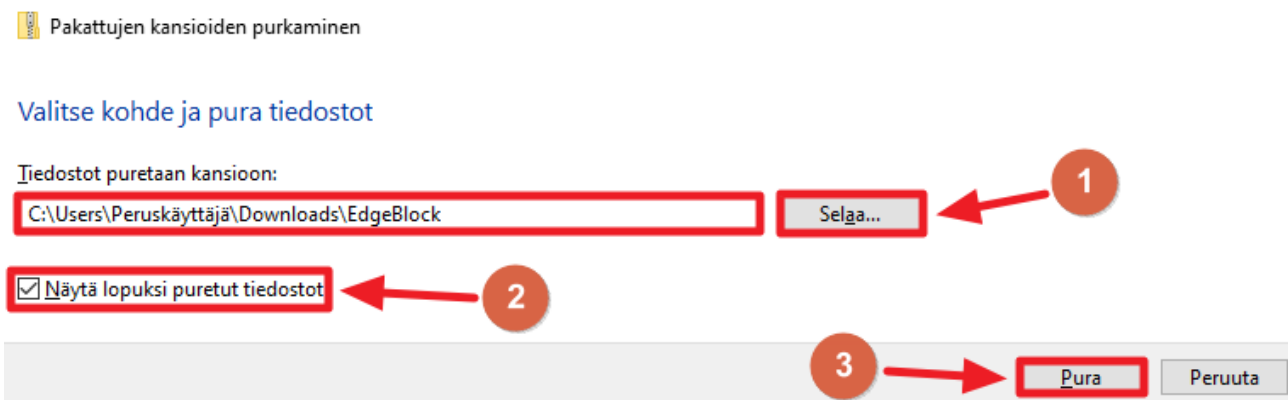 Pakattujen kansioiden purkaminen
Valitse kohde ja pura tiedostot
Tiedostot puretaan kansioon:
C:\Users\Peruskäyttäjä\Downloads\EdgeBlock Selaa... 1
Näytä lopuksi puretut tiedostot 2
3 Pura Peruuta